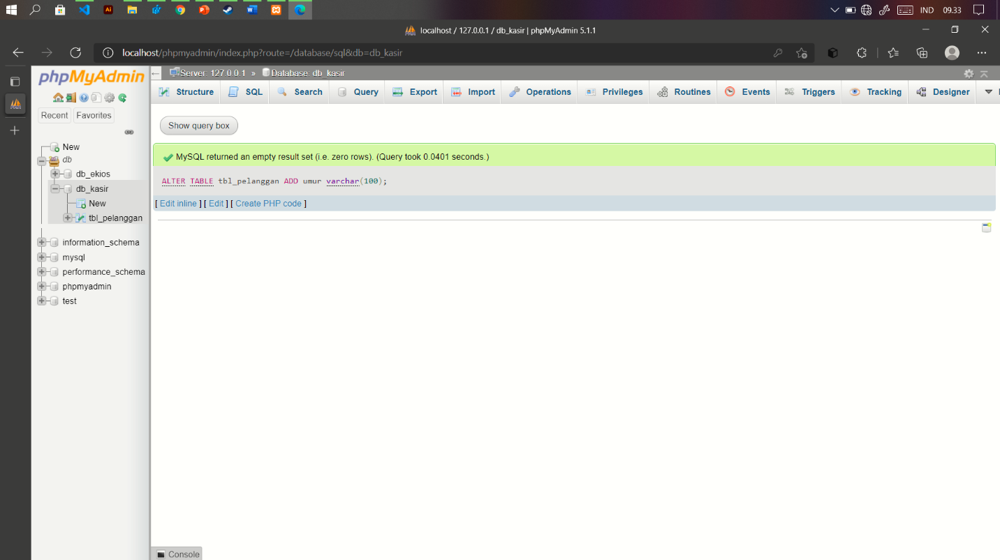 IND 09.33
localhost / 127.0.0.1 / db_kasir | phpMyAdmin 5.1.1
localhost/phpmyadmin/index.php?route=/database/sql&db=db_kasir
phpMyAdmin
Recent Favorites
New
db
db_ekios
db_kasir
New
tbl_pelanggan
information_schema
mysql
performance_schema
phpmyadmin
test
Server: 127.0.0.1 » Database: db_kasir
Structure SQL Search Query Export Import Operations Privileges Routines Events Triggers Tracking Designer
Show query box
MySQL returned an empty result set (i.e. zero rows). (Query took 0.0401 seconds.)
ALTER TABLE tbl_pelanggan ADD umur varchar(100);
[ Edit inline ] [ Edit ] [ Create PHP code ]
Console